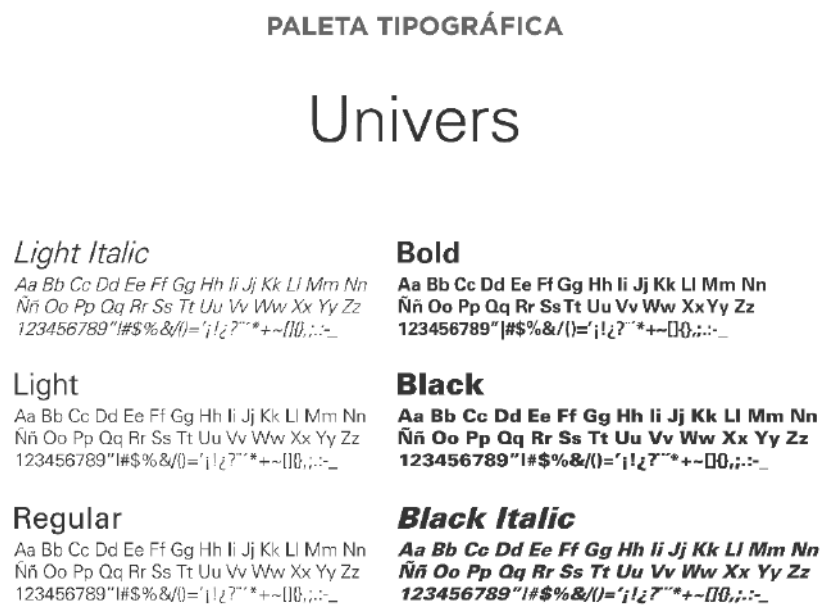 PALETA TIPOGRÁFICA
Univers
Light Italic
Aa Bb Cc Dd Ee Ff Gg Hh Ii Jj Kk Ll Mm Nn
Ññ Oo Pp Qq Rr Ss Tt Uu Vv Ww Xx Yy Zz
123456789"|#$%&/()='¡!¿?¨´*+~[]{},;.:-_
Light
Aa Bb Cc Dd Ee Ff Gg Hh Ii Jj Kk Ll Mm Nn
Ññ Oo Pp Qq Rr Ss Tt Uu Vv Ww Xx Yy Zz
123456789"|#$%&/()='¡!¿?¨´*+~[]{},;.:-_
Regular
Aa Bb Cc Dd Ee Ff Gg Hh Ii Jj Kk Ll Mm Nn
Ññ Oo Pp Qq Rr Ss Tt Uu Vv Ww Xx Yy Zz
123456789"|#$%&/()='¡!¿?¨´*+~[]{},;.:-_
Bold
Aa Bb Cc Dd Ee Ff Gg Hh Ii Jj Kk Ll Mm Nn
Ññ Oo Pp Qq Rr Ss Tt Uu Vv Ww Xx Yy Zz
123456789"|#$%&/()='¡!¿?¨´*+~[]{},;.:-_
Black
Aa Bb Cc Dd Ee Ff Gg Hh Ii Jj Kk Ll Mm Nn
Ññ Oo Pp Qq Rr Ss Tt Uu Vv Ww Xx Yy Zz
123456789"|#$%&/()='¡!¿?¨´*+~[]{},;.:-_
Black Italic
Aa Bb Cc Dd Ee Ff Gg Hh Ii Jj Kk Ll Mm Nn
Ññ Oo Pp Qq Rr Ss Tt Uu Vv Ww Xx Yy Zz
123456789"|#$%&/()='¡!¿?¨´*+~[]{},;.:-_